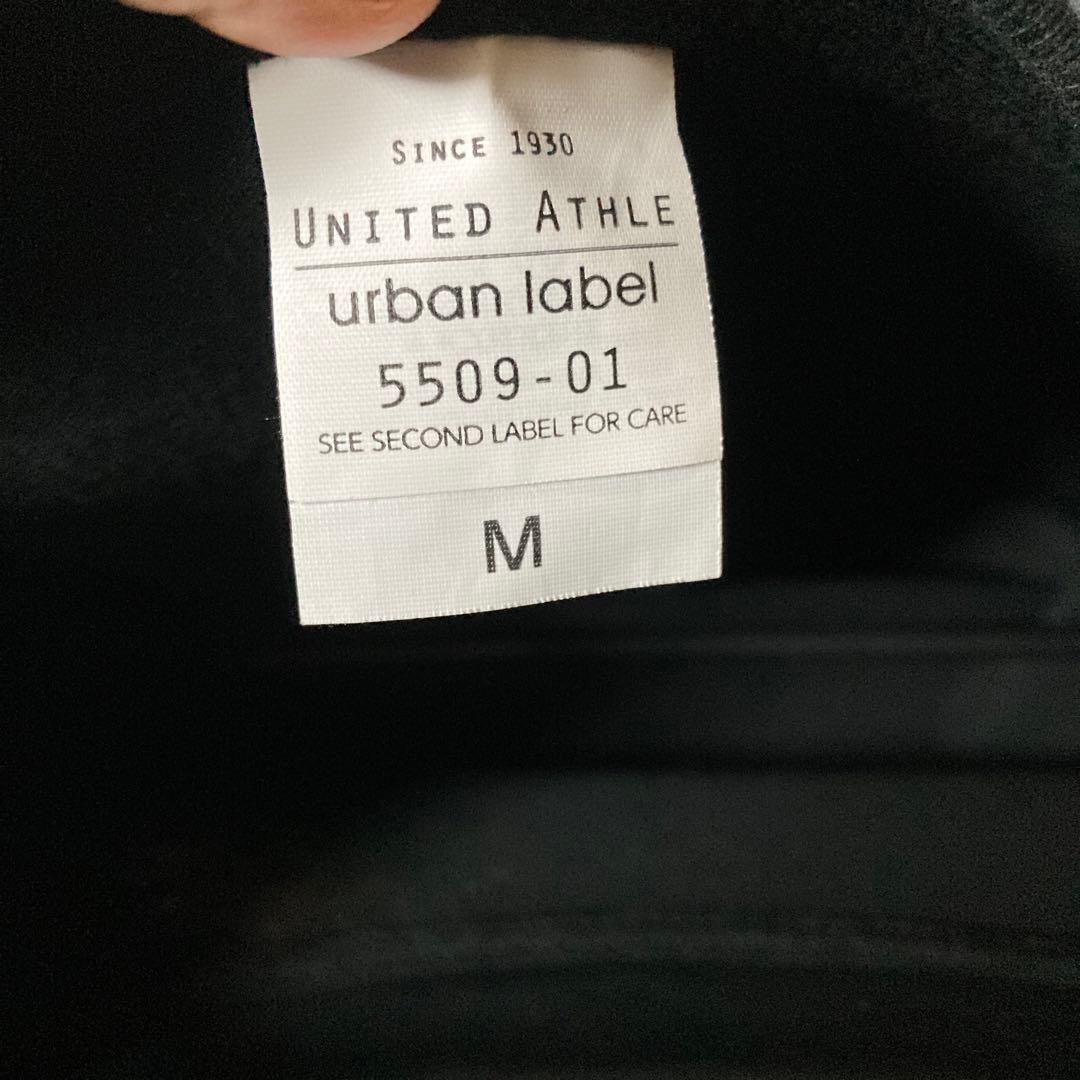 SINCE 1930
UNITED ATHLE
urban label
5509-01
SEE SECOND LABEL FOR CARE
M